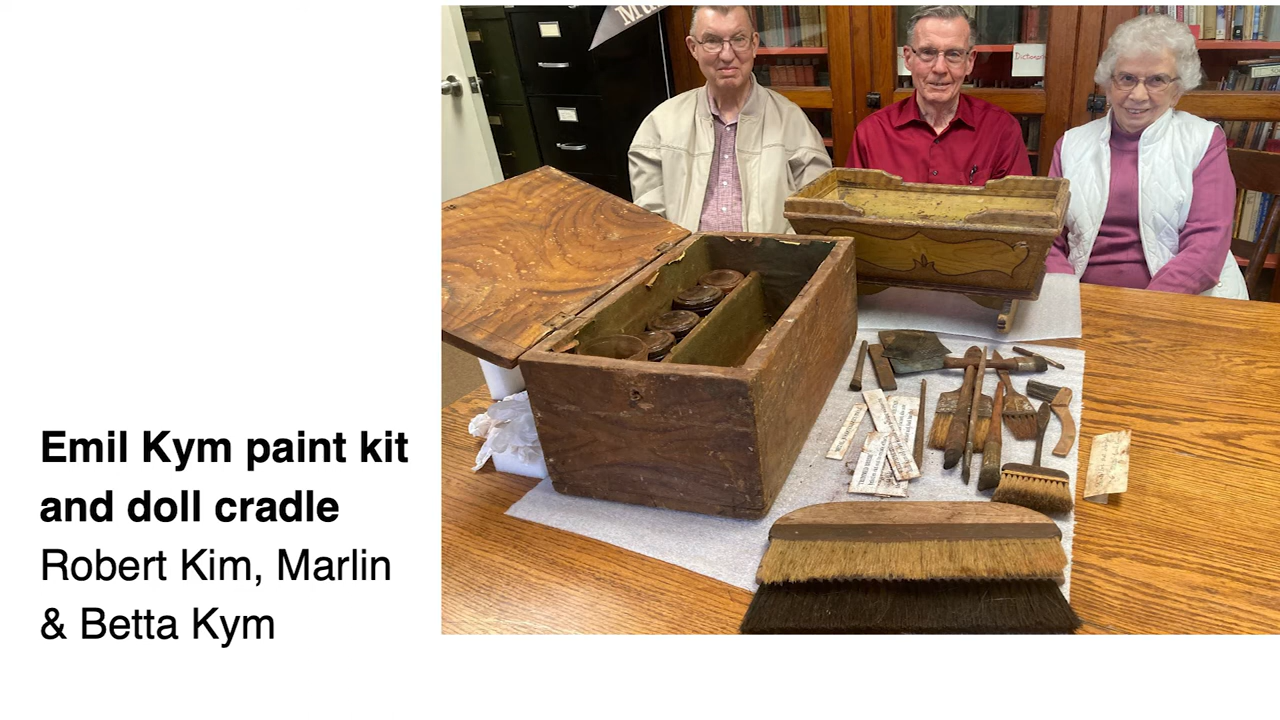 Emil Kym paint kit
and doll cradle
Robert Kim, Marlin
& Betta Kym